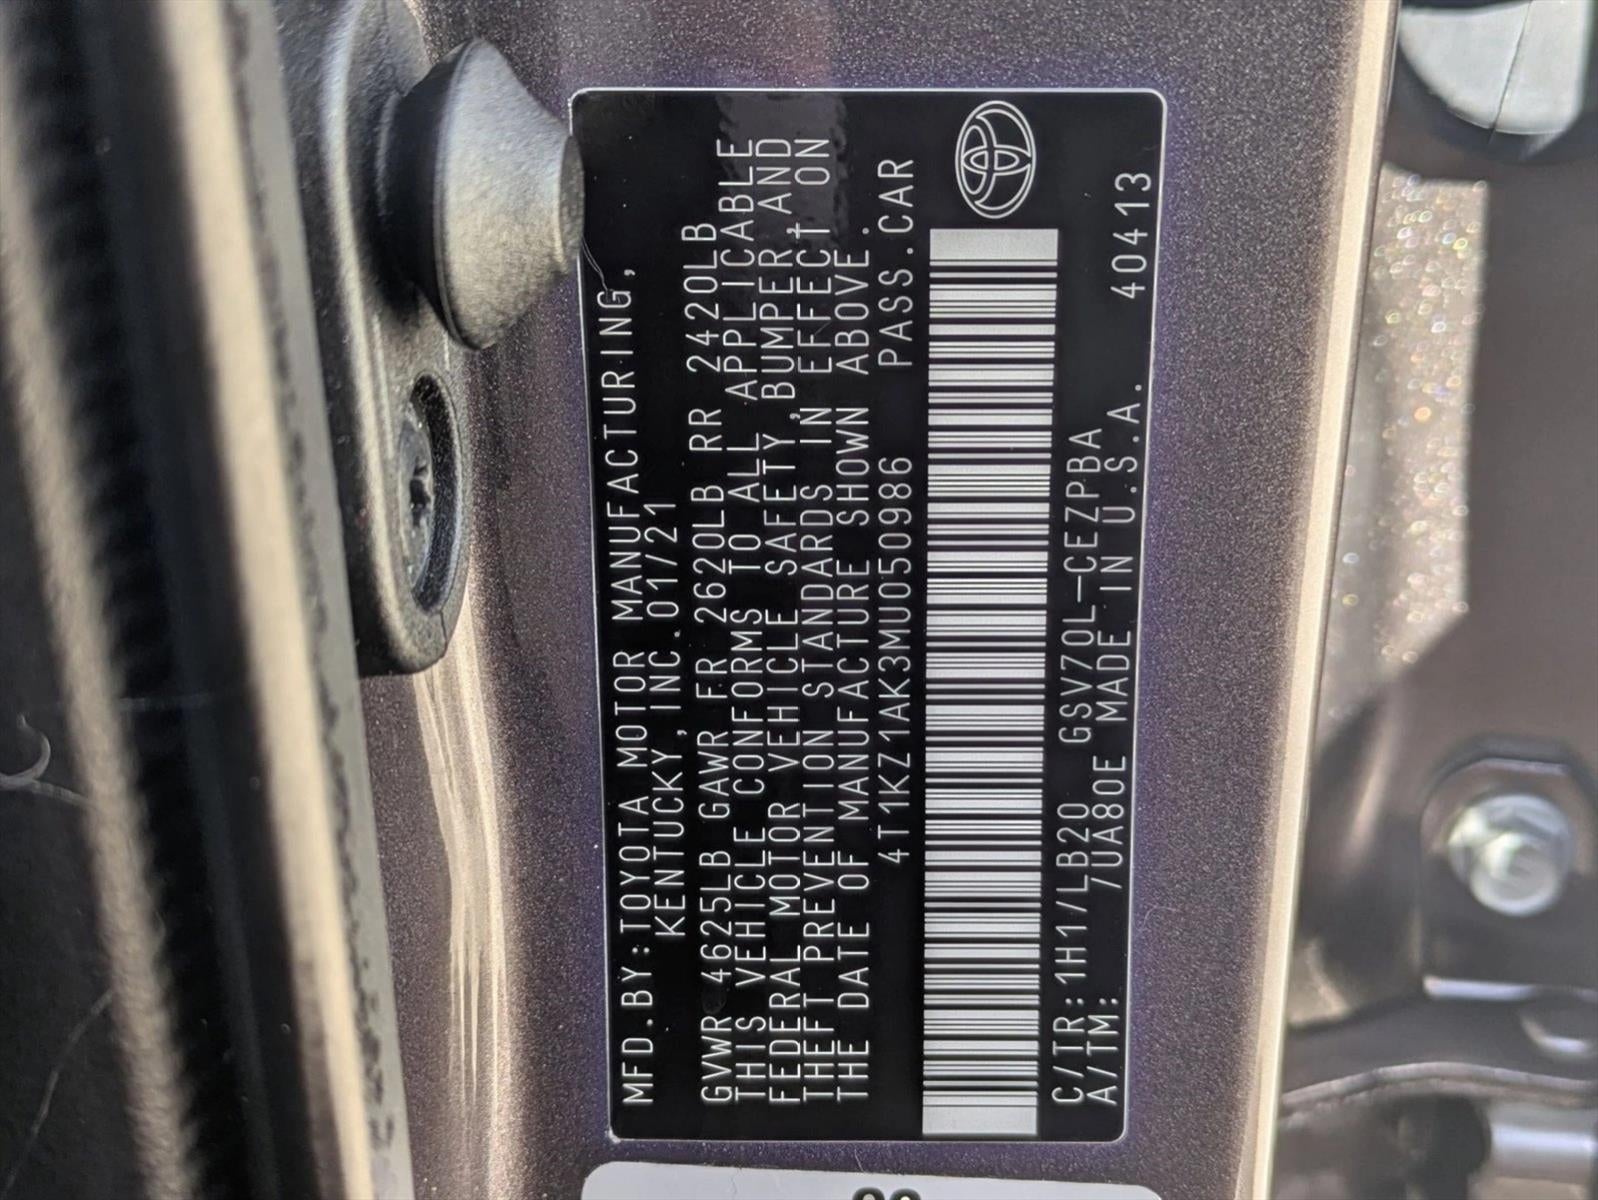 MFD.BY:TOYOTA MOTOR MANUFACTURING,
KENTUCKY,INC.01/21
GVWR 4625LB GAWR FR 2620LB RR 2420LB
THIS VEHICLE CONFORMS TO ALL APPLICABLE
FEDERAL MOTOR VEHICLE SAFETY,BUMPER,AND
THEFT PREVENTION STANDARDS IN EFFECT ON
THE DATE OF MANUFACTURE SHOWN ABOVE.
4T1KZ1AK3MU050986 PASS.CAR
C/TR:1H1/LB20 GSV70L-CEZPBA
A/TM: /UA80E MADE IN U.S.A. 40413